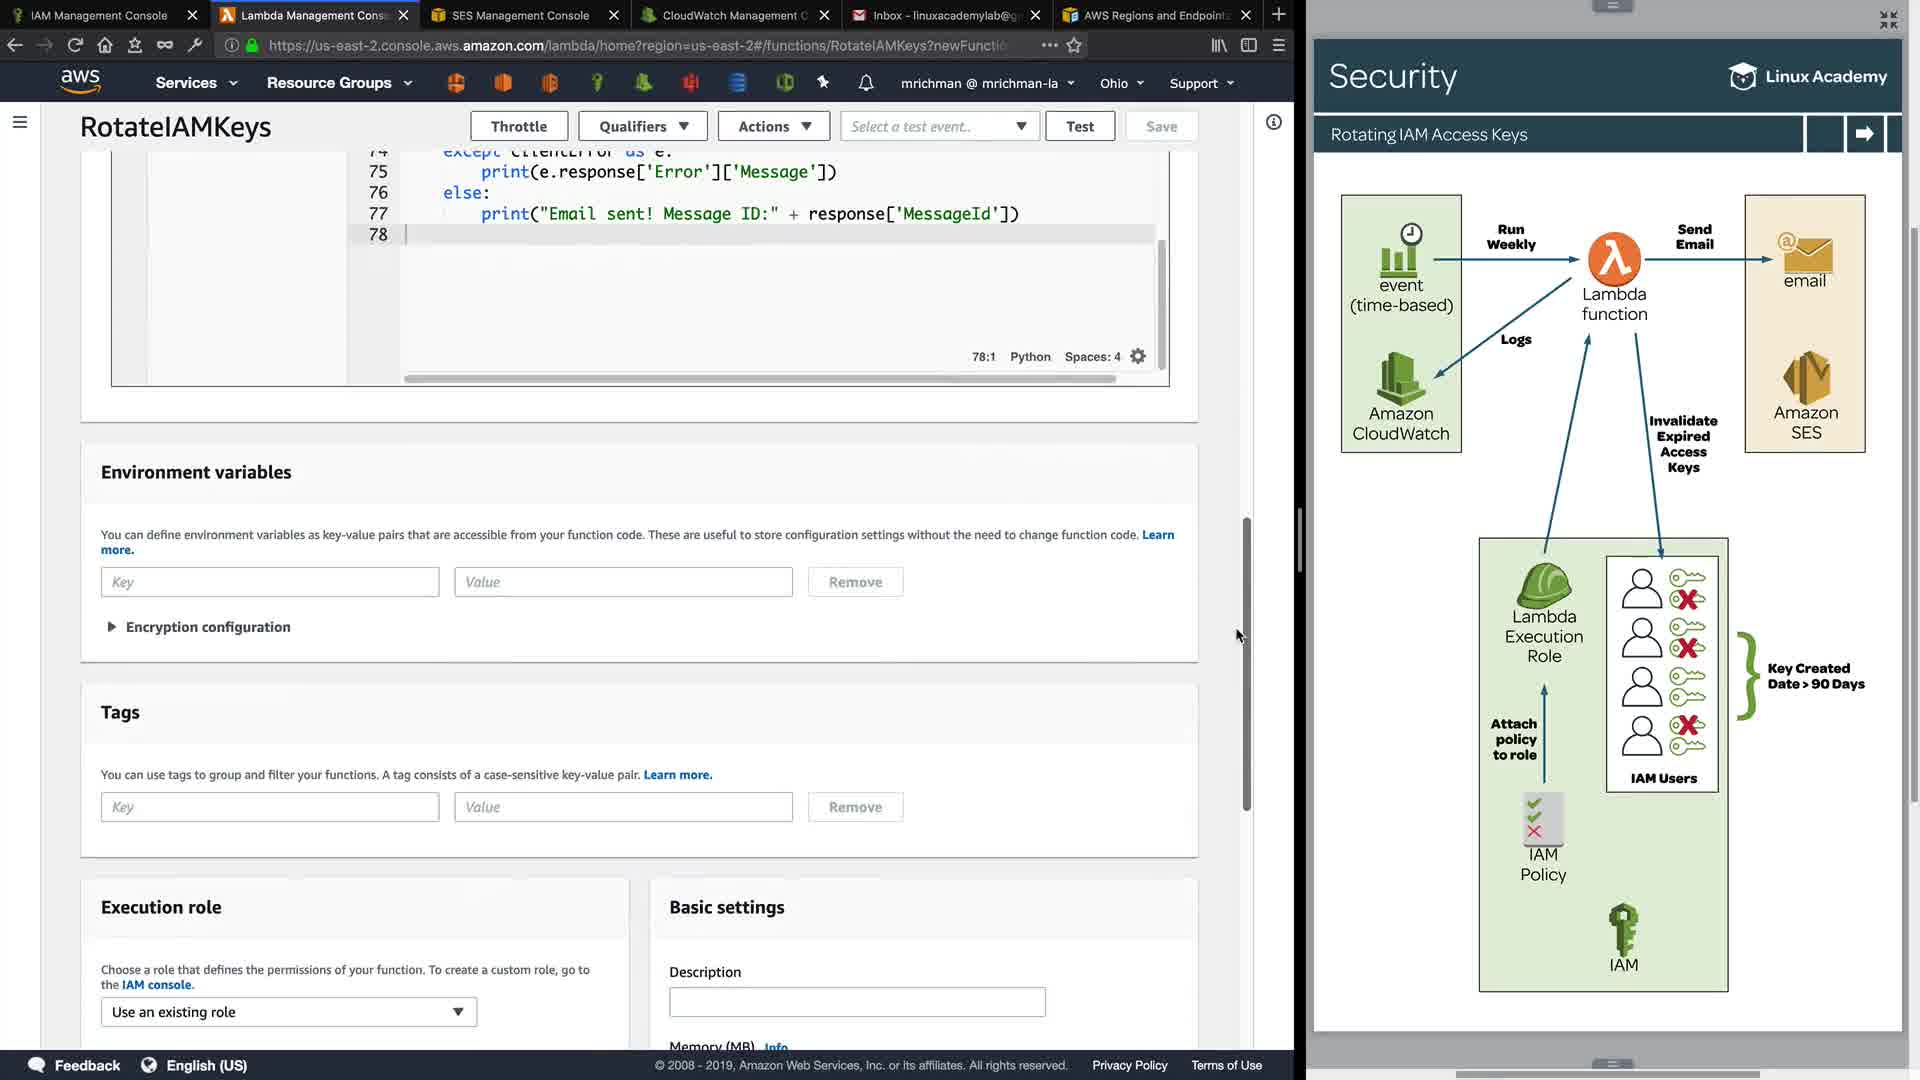 IAM Management Console
Lambda Management Conso
SES Management Console
CloudWatch Management C
Inbox - linuxacademylab@g
AWS Regions and Endpoints
https://us-east-2.console.aws.amazon.com/lambda/home?region=us-east-2#/functions/RotateIAMKeys?newFunctio
aws
Services
Resource Groups
mrichman @ mrichman-la
Ohio
Support
RotateIAMKeys
Throttle
Qualifiers
Actions
Select a test event..
Test
Save
74 except ClientError as e:
75 print(e.response['Error']['Message'])
76 else:
77 print("Email sent! Message ID:" + response['MessageId'])
78
78:1 Python Spaces: 4
Environment variables
You can define environment variables as key-value pairs that are accessible from your function code. These are useful to store configuration settings without the need to change function code. Learn
more.
Key
Value
Remove
Encryption configuration
Tags
You can use tags to group and filter your functions. A tag consists of a case-sensitive key-value pair. Learn more.
Key
Value
Remove
Execution role
Choose a role that defines the permissions of your function. To create a custom role, go to
the IAM console.
Use an existing role
Basic settings
Description
Memory (MB) Info
Feedback
English (US)
© 2008 - 2019, Amazon Web Services, Inc. or its affiliates. All rights reserved.
Privacy Policy
Terms of Use
Security
Linux Academy
Rotating IAM Access Keys
event
(time-based)
Run
Weekly
λ
Lambda
function
Send
Email
@
email
Logs
Amazon
CloudWatch
Amazon
SES
Invalidate
Expired
Access
Keys
Lambda
Execution
Role
Attach
policy
to role
IAM
Policy
IAM Users
Key Created
Date > 90 Days
IAM